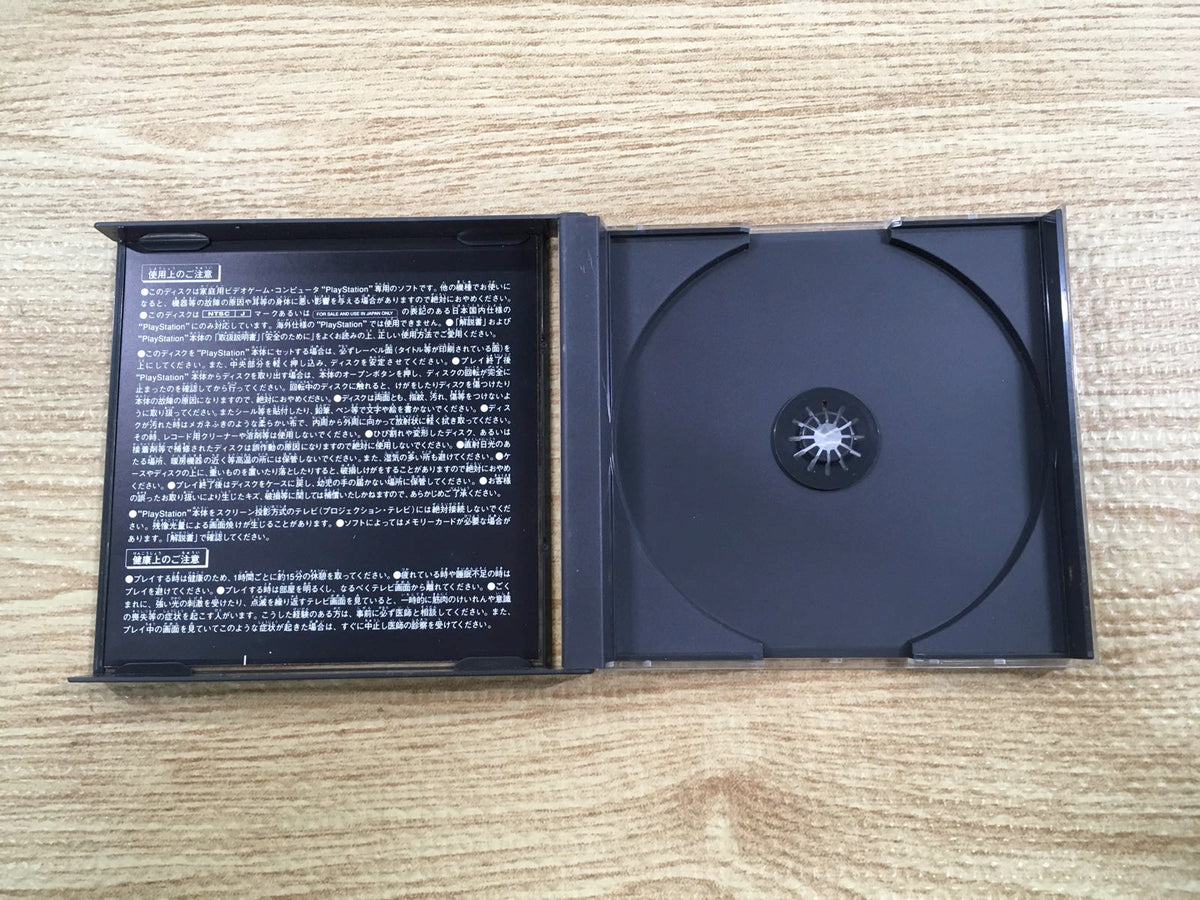 使用上のご注意
●このディスクは家庭用ビデオゲーム・コンピュータ"PlayStation"専用のソフトです。他の機種でお使いに
なると、機器等の故障の原因や耳等の身体に悪い影響を与える場合がありますので絶対におやめください。
●このディスクは NTSC J マークあるいは FOR SALE AND USE IN JAPAN ONLY の表記のある日本国内仕様の
"PlayStation"にのみ対応しています。海外仕様の"PlayStation"では使用できません。●「解説書」および
"PlayStation"本体の「取扱説明書」「安全のために」をよくお読みの上、正しい使用方法でご愛用ください。
●このディスクを"PlayStation"本体にセットする場合は、必ずレーベル面(タイトル等が印刷されている面)を
上にしてください。また、中央部分を軽く押し込み、ディスクを安定させてください。●プレイ終了後
"PlayStation"本体からディスクを取り出す場合は、本体のオープンボタンを押し、ディスクの回転が完全に
止まったのを確認してから行ってください。回転中のディスクに触れると、けがをしたりディスクを傷つけたり
本体の故障の原因になりますので、絶対におやめください。●ディスクは両面とも、指紋、汚れ、傷等をつけないよ
うに取り扱ってください。またシール等を貼付したり、鉛筆、ペン等で文字や絵を書かないでください。●ディス
クが汚れた時はメガネふきのような柔らかい布で、内周から外周に向かって放射状に軽く拭き取ってください。
その時、レコード用クリーナーや溶剤等は使用しないでください。●ひび割れや変形したディスク、あるいは
接着剤等で補修されたディスクは誤作動の原因になりますので絶対に使用しないでください。●直射日光のあ
たる場所、暖房機器の近く等高温の所には保管しないでください。また、湿気の多い所も避けてください。●ケ
ースやディスクの上に、重いものを置いたり落としたりすると、破損しけがをすることがありますので絶対におやめ
ください。●プレイ終了後はディスクをケースに戻し、幼児の手の届かない場所に保管してください。●お客様
の誤ったお取り扱いにより生じたキズ、破損等に関しては補償いたしかねますので、あらかじめご了承ください。
●"PlayStation"本体をスクリーン投影方式のテレビ(プロジェクション・テレビ)には絶対接続しないでくだ
さい。残像光量による画面焼けが生じることがあります。●ソフトによってはメモリーカードが必要な場合が
あります。「解説書」で確認してください。
けんこうじょう ちゅうい
健康上のご注意
●プレイする時は健康のため、1時間ごとに約15分の休憩を取ってください。●疲れている時や睡眠不足の時は
プレイを避けてください。●プレイする時は部屋を明るくし、なるべくテレビ画面から離れてください。●ごく
まれに、強い光の刺激を受けたり、点滅を繰り返すテレビ画面を見ていると、一時的に筋肉のけいれんや意識
の喪失等の症状を起こす人がいます。こうした経験のある方は、事前に必ず医師と相談してください。また、
プレイ中の画面を見ていてこのような症状が起きた場合は、すぐに中止し医師の診察を受けてください。